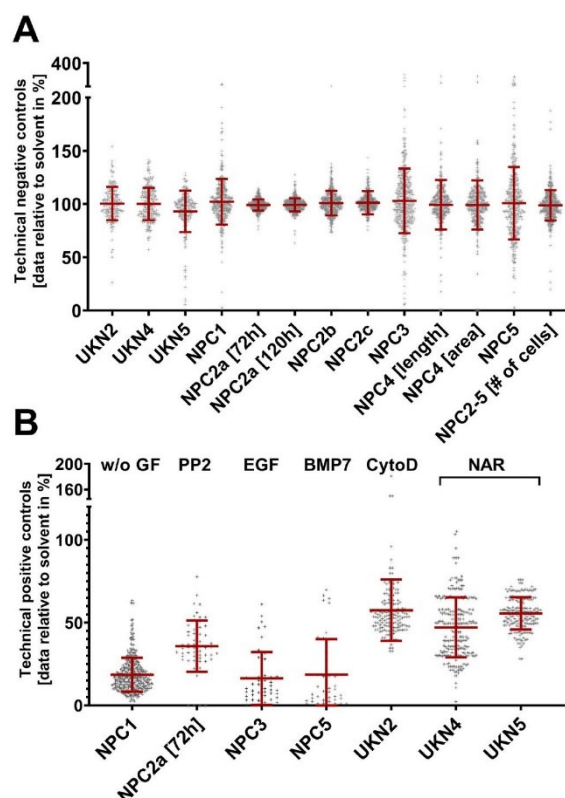 A
Technical negative controls
[data relative to solvent in %]
400
200
150
100
50
0
UKN2
UKN4
UKN5
NPC1
NPC2a [72h]
NPC2a [120h]
NPC2b
NPC2c
NPC3
NPC4 [length]
NPC4 [area]
NPC5
NPC2-5 [# of cells]
B
w/o GF PP2 EGF BMP7 CytoD NAR
Technical positive controls
[data relative to solvent in %]
200
160
100
50
0
NPC1
NPC2a [72h]
NPC3
NPC5
UKN2
UKN4
UKN5